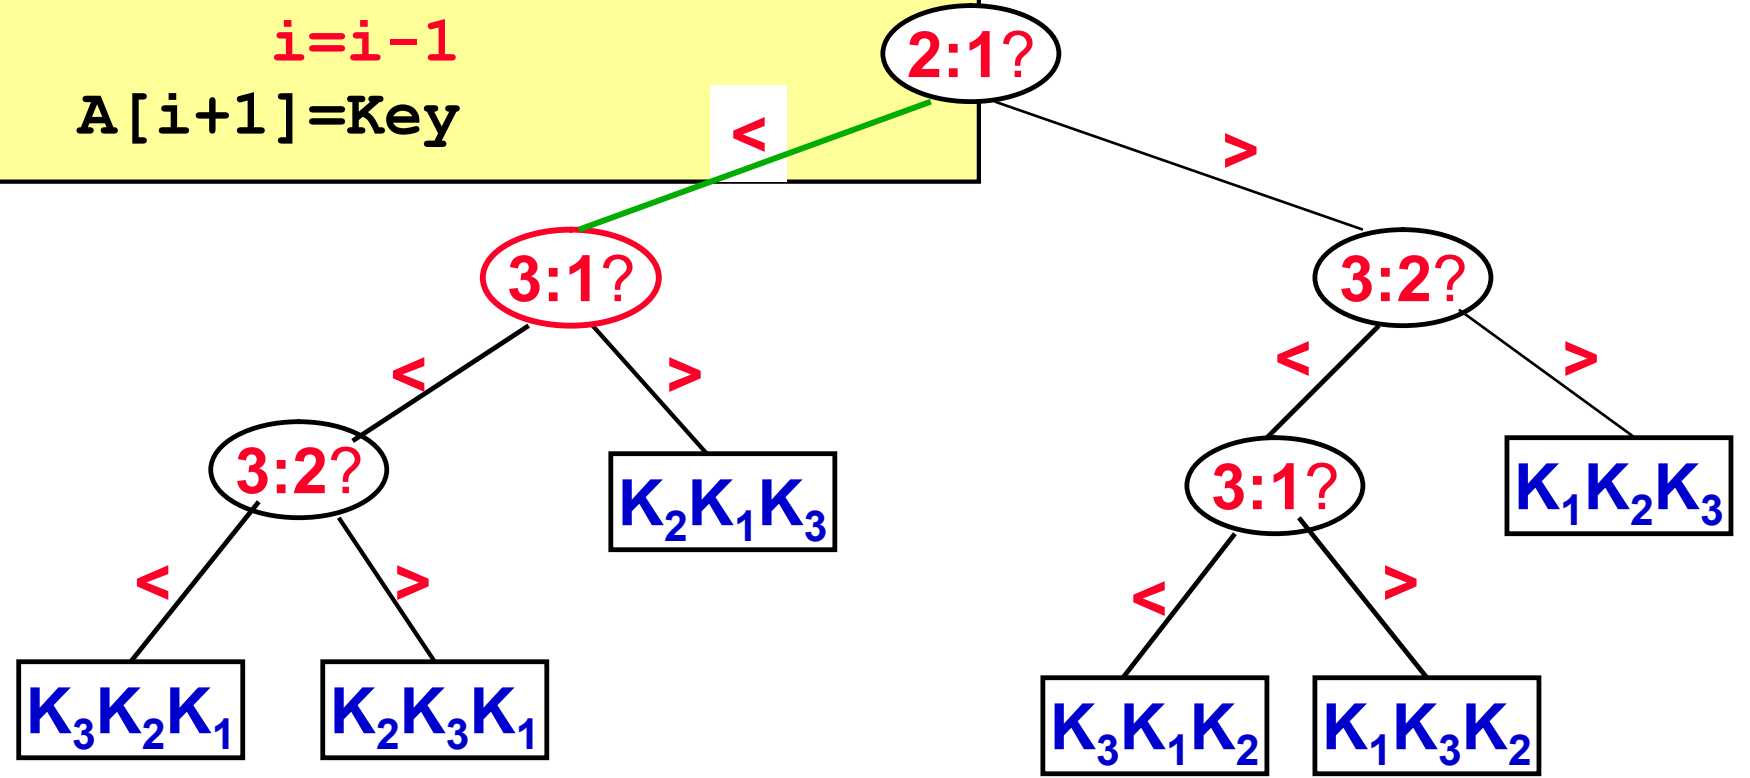 i=i-1
A[i+1]=Key
2:1?
<
>
3:1?
3:2?
<
>
<
>
3:2?
K₂K₁K₃
3:1?
K₁K₂K₃
<
>
<
>
K₃K₂K₁
K₂K₃K₁
K₃K₁K₂
K₁K₃K₂